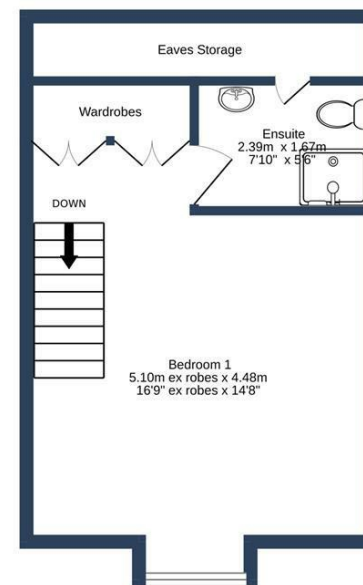 Eaves Storage
Wardrobes
Ensuite
2.39m x 1.67m
7'10" x 5'6"
DOWN
Bedroom 1
5.10m ex robes x 4.48m
16'9" ex robes x 14'8"